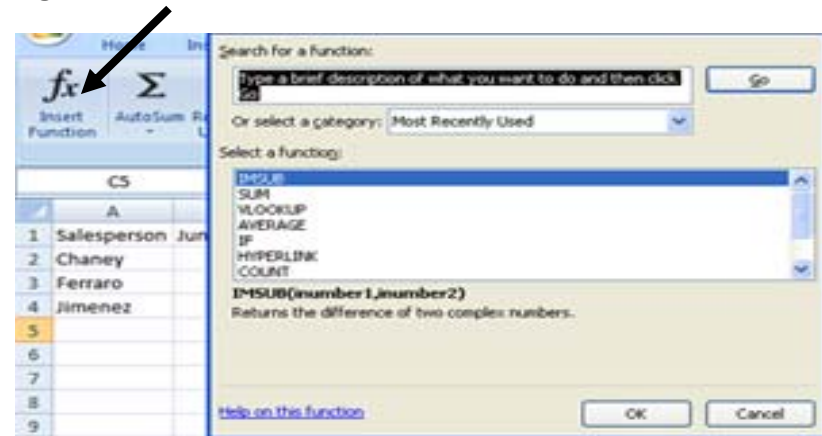 Home
Search for a function:
Type a brief description of what you want to do and then click
Go
Go
fx Σ
Insert
Function
AutoSum
Or select a category: Most Recently Used
Select a function:
C5
IMSUB
SUM
VLOOKUP
AVERAGE
IF
HYPERLINK
COUNT
A
1 Salesperson Jun
2 Chaney
3 Ferraro
4 Jimenez
5
6
7
8
9
IMSUB(inumber1,inumber2)
Returns the difference of two complex numbers.
Help on this function
OK
Cancel